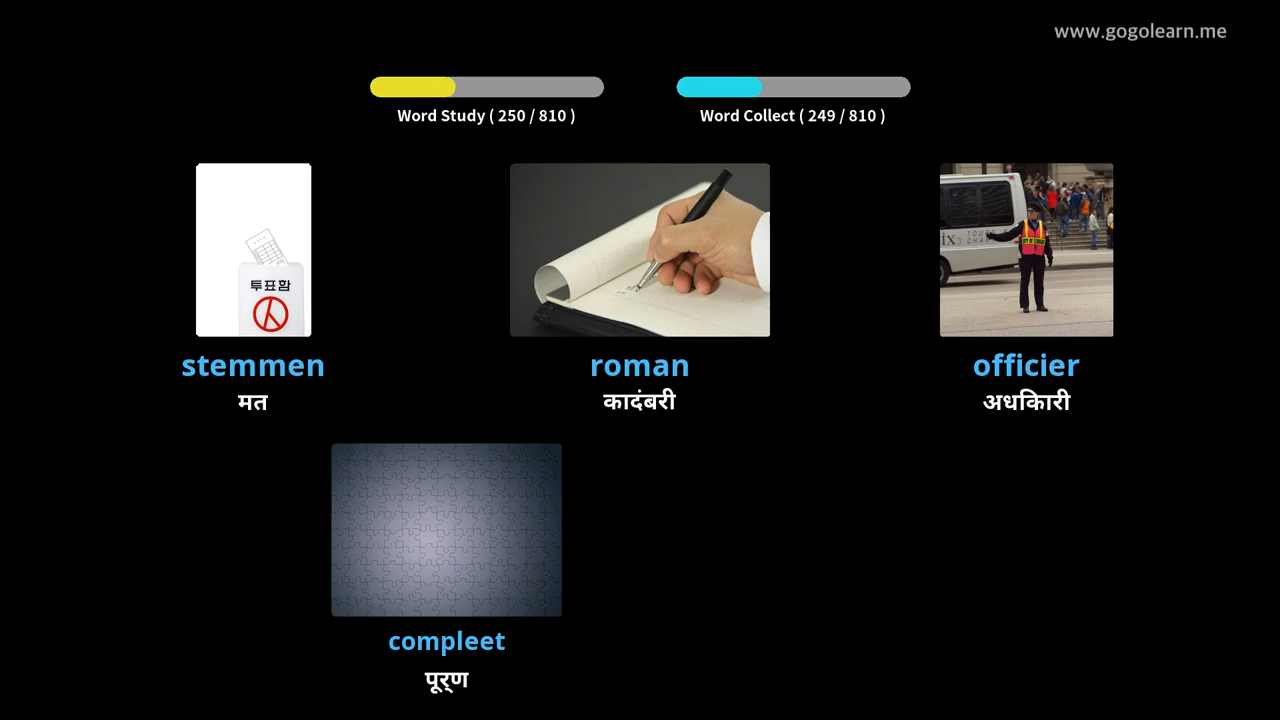 www.gogolearn.me
Word Study ( 250 / 810 )
Word Collect ( 249 / 810 )
투표함
stemmen
मत
roman
कादंबरी
officier
अधिकारी
compleet
पूर्ण